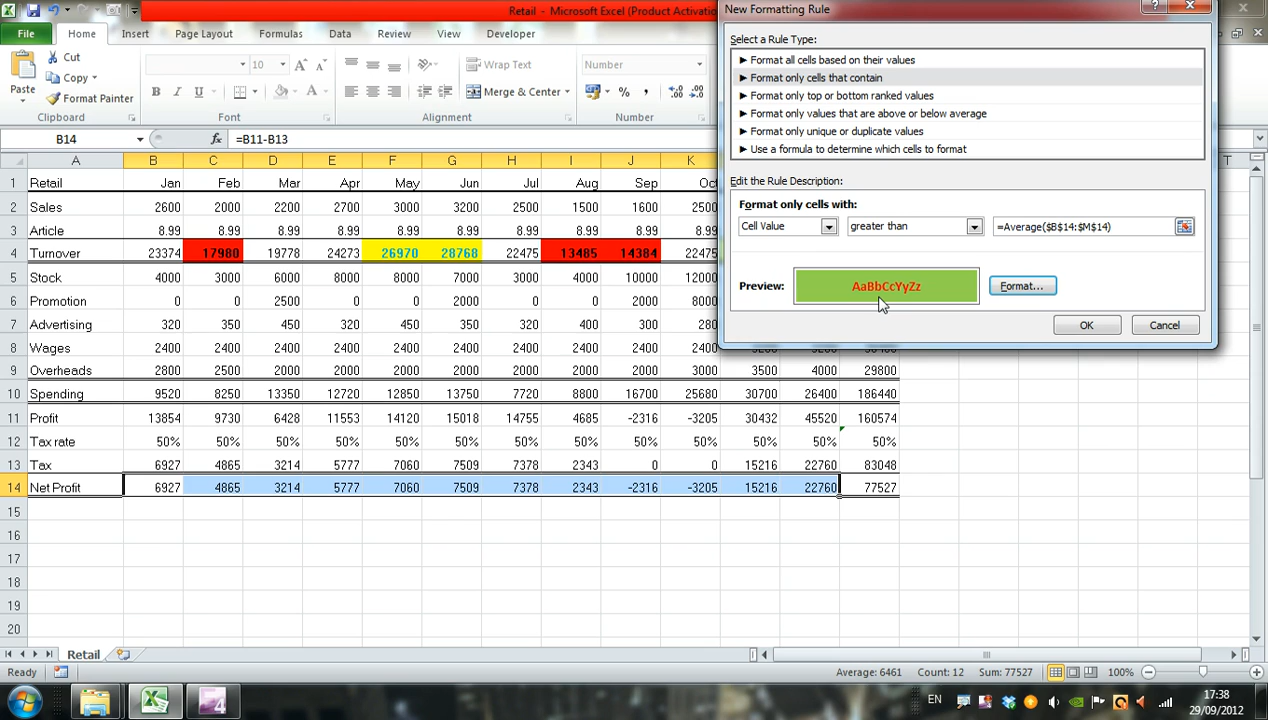 Retail - Microsoft Excel (Product Activatio
New Formatting Rule
File Home Insert Page Layout Formulas Data Review View Developer
Paste
Cut
Copy
Format Painter
Clipboard
10
Font
Wrap Text
Merge & Center
Alignment
Number
Number
B14
=B11-B13
Select a Rule Type:
► Format all cells based on their values
► Format only cells that contain
► Format only top or bottom ranked values
► Format only values that are above or below average
► Format only unique or duplicate values
► Use a formula to determine which cells to format
Edit the Rule Description:
Format only cells with:
Cell Value greater than =Average($B$14:$M$14)
Preview: AaBbCcYyZz Format...
OK Cancel
A B C D E F G H I J K T
1 Retail Jan Feb Mar Apr May Jun Jul Aug Sep Oct
2 Sales 2600 2000 2200 2700 3000 3200 2500 1500 1600 2500
3 Article 8.99 8.99 8.99 8.99 8.99 8.99 8.99 8.99 8.99 8.99
4 Turnover 23374 17980 19778 24273 26970 28768 22475 13485 14384 22475
5 Stock 4000 3000 6000 8000 8000 7000 3000 4000 10000 12000
6 Promotion 0 0 2500 0 0 2000 0 0 2000 8000
7 Advertising 320 350 450 320 450 350 320 400 300 280
8 Wages 2400 2400 2400 2400 2400 2400 2400 2400 2400 2400
9 Overheads 2800 2500 2000 2000 2000 2000 2000 2000 2000 3000 3500 4000 29800
10 Spending 9520 8250 13350 12720 12850 13750 7720 8800 16700 25680 30700 26400 186440
11 Profit 13854 9730 6428 11553 14120 15018 14755 4685 -2316 -3205 30432 45520 160574
12 Tax rate 50% 50% 50% 50% 50% 50% 50% 50% 50% 50% 50% 50% 50%
13 Tax 6927 4865 3214 5777 7060 7509 7378 2343 0 0 15216 22760 83048
14 Net Profit 6927 4865 3214 5777 7060 7509 7378 2343 -2316 -3205 15216 22760 77527
15
16
17
18
19
20
Retail
Ready Average: 6461 Count: 12 Sum: 77527 100%
EN 17:38
29/09/2012